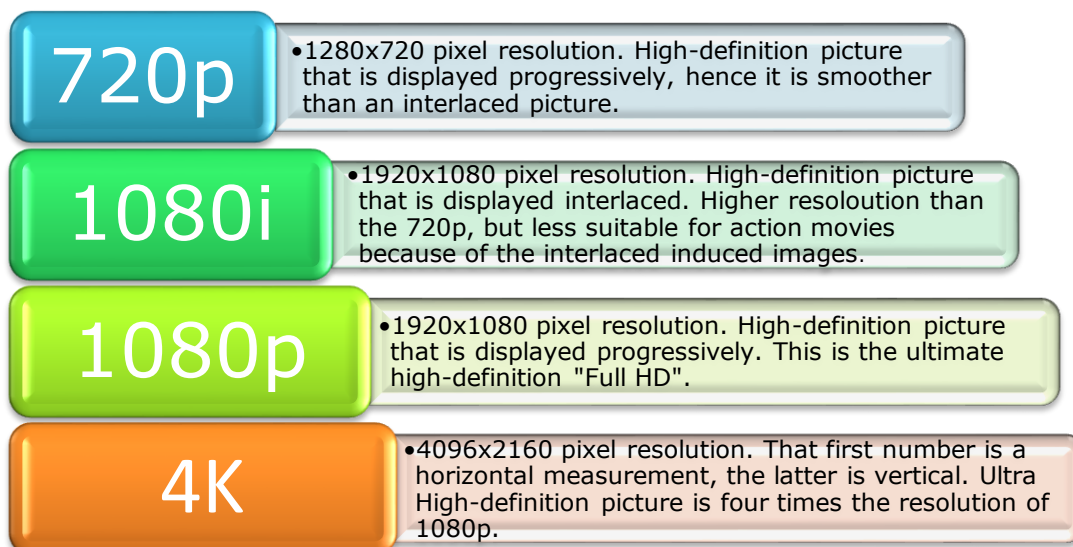 720p
•1280x720 pixel resolution. High-definition picture
that is displayed progressively, hence it is smoother
than an interlaced picture.
1080i
•1920x1080 pixel resolution. High-definition picture
that is displayed interlaced. Higher resoloution than
the 720p, but less suitable for action movies
because of the interlaced induced images.
1080p
•1920x1080 pixel resolution. High-definition picture
that is displayed progressively. This is the ultimate
high-definition "Full HD".
4K
•4096x2160 pixel resolution. That first number is a
horizontal measurement, the latter is vertical. Ultra
High-definition picture is four times the resolution of
1080p.